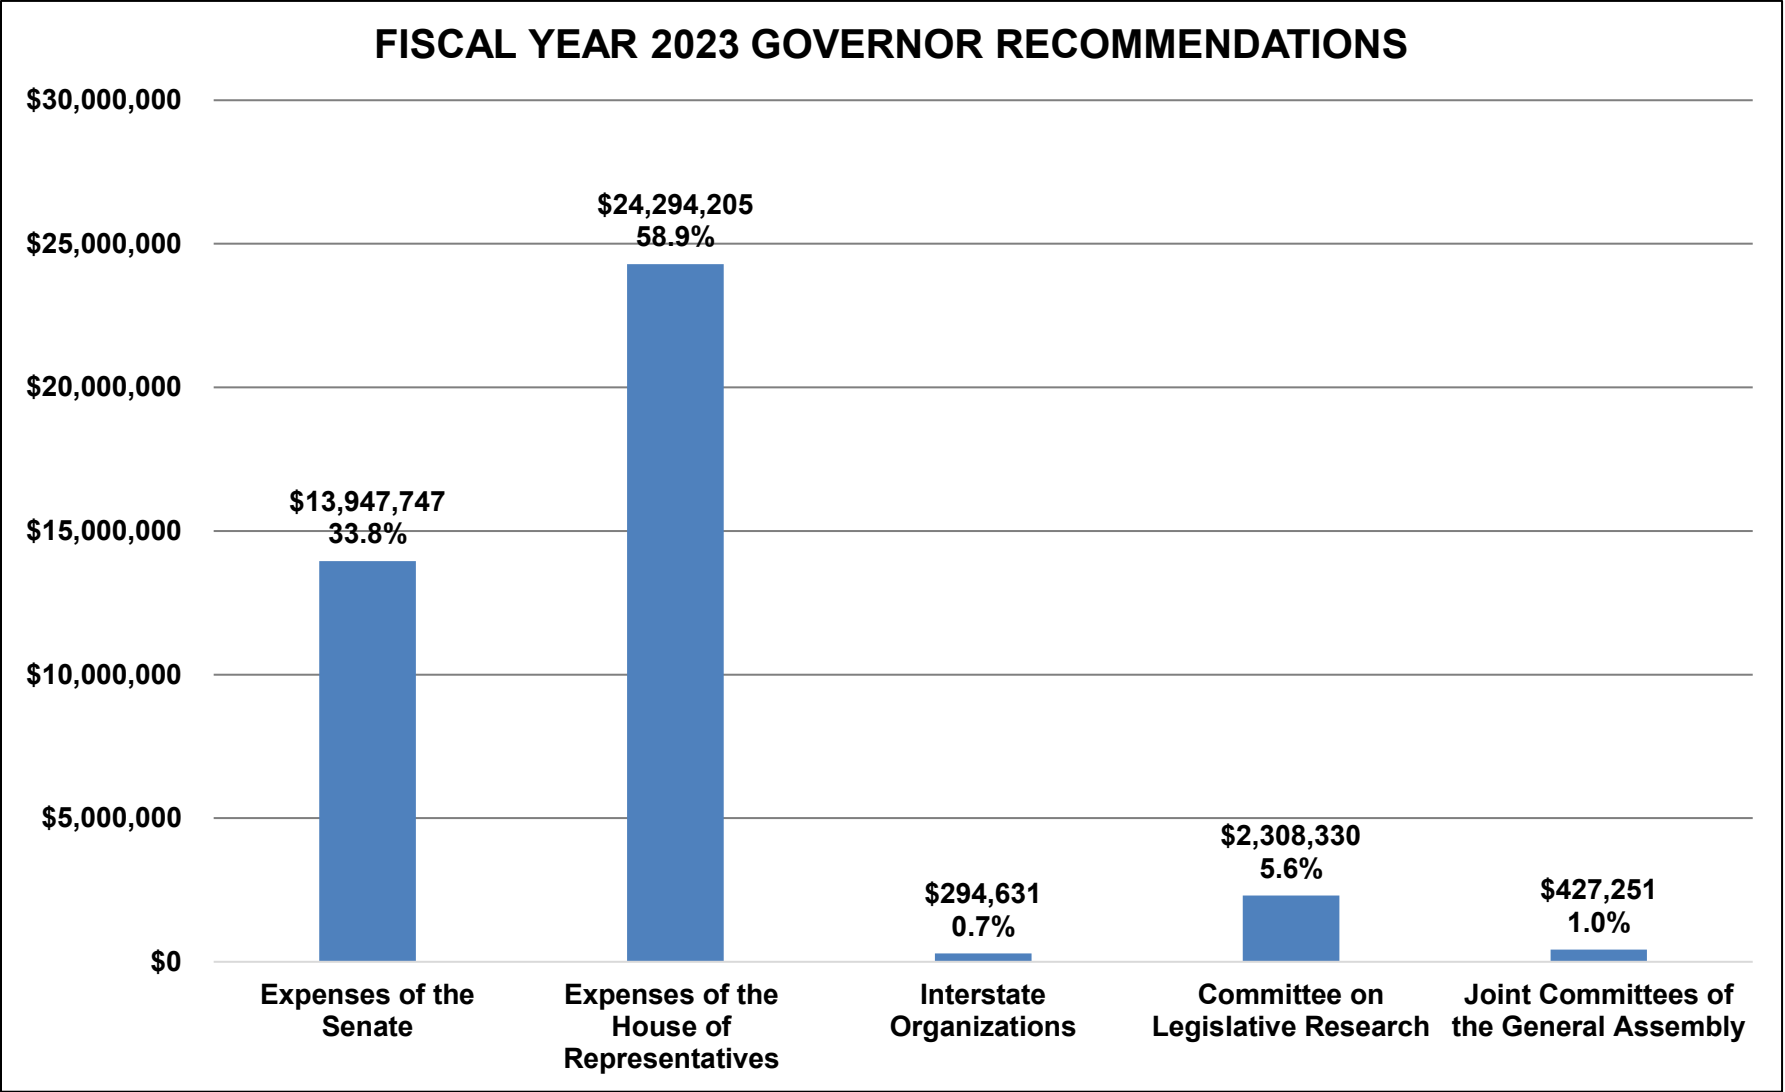 FISCAL YEAR 2023 GOVERNOR RECOMMENDATIONS
$30,000,000
$25,000,000
$20,000,000
$15,000,000
$10,000,000
$5,000,000
$0
$13,947,747
33.8%
$24,294,205
58.9%
$294,631
0.7%
$2,308,330
5.6%
$427,251
1.0%
Expenses of the
Senate
Expenses of the
House of
Representatives
Interstate
Organizations
Committee on
Legislative Research
Joint Committees of
the General Assembly